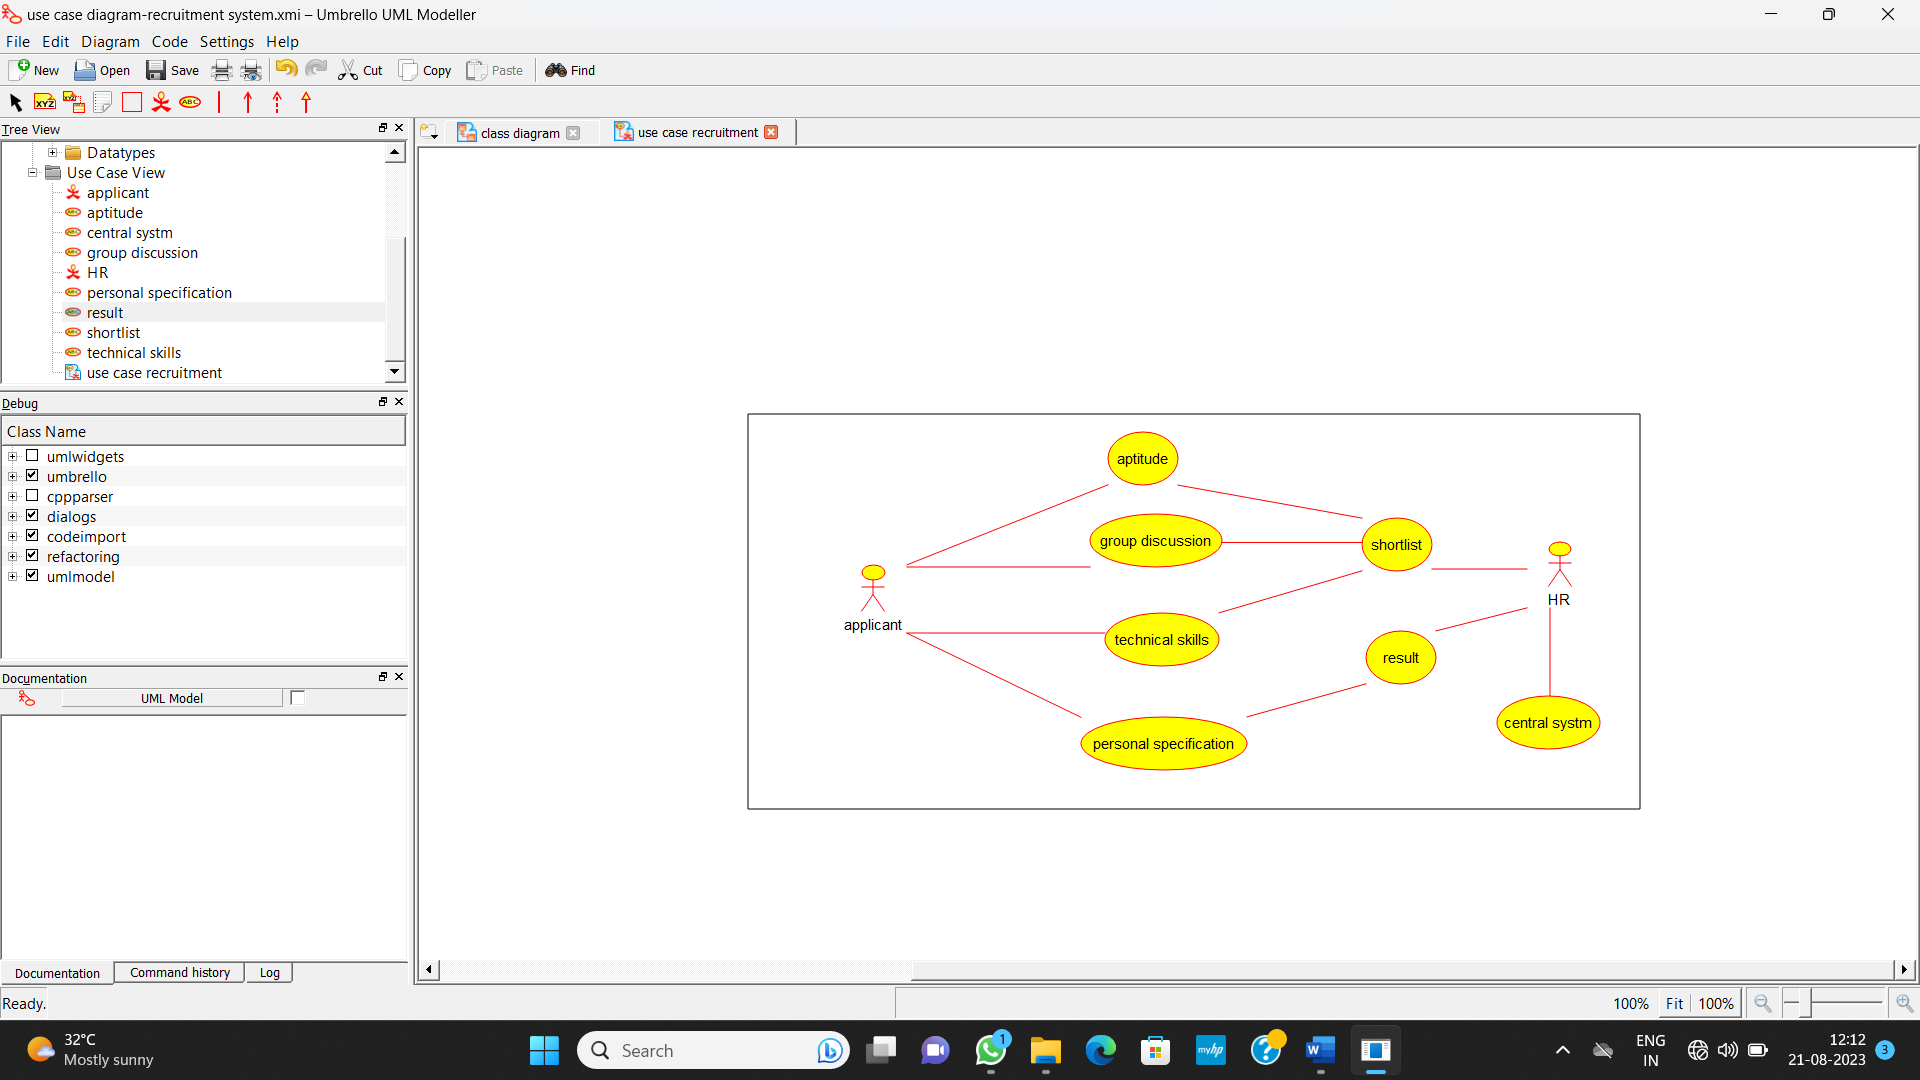 use case diagram-recruitment system.xmi – Umbrello UML Modeller
File Edit Diagram Code Settings Help
New Open Save Cut Copy Paste Find
XYZ XYZ ABC
Tree View
class diagram use case recruitment
Datatypes
Use Case View
applicant
aptitude
central systm
group discussion
HR
personal specification
result
shortlist
technical skills
use case recruitment
Debug
Class Name
umlwidgets
umbrello
cppparser
dialogs
codeimport
refactoring
umlmodel
Documentation
UML Model
aptitude
group discussion
shortlist
HR
applicant
technical skills
result
central systm
personal specification
Documentation Command history Log
Ready.
100% Fit 100%
32°C
Mostly sunny
Search
1
myhp
?
W
ENG
IN
12:12
21-08-2023
3